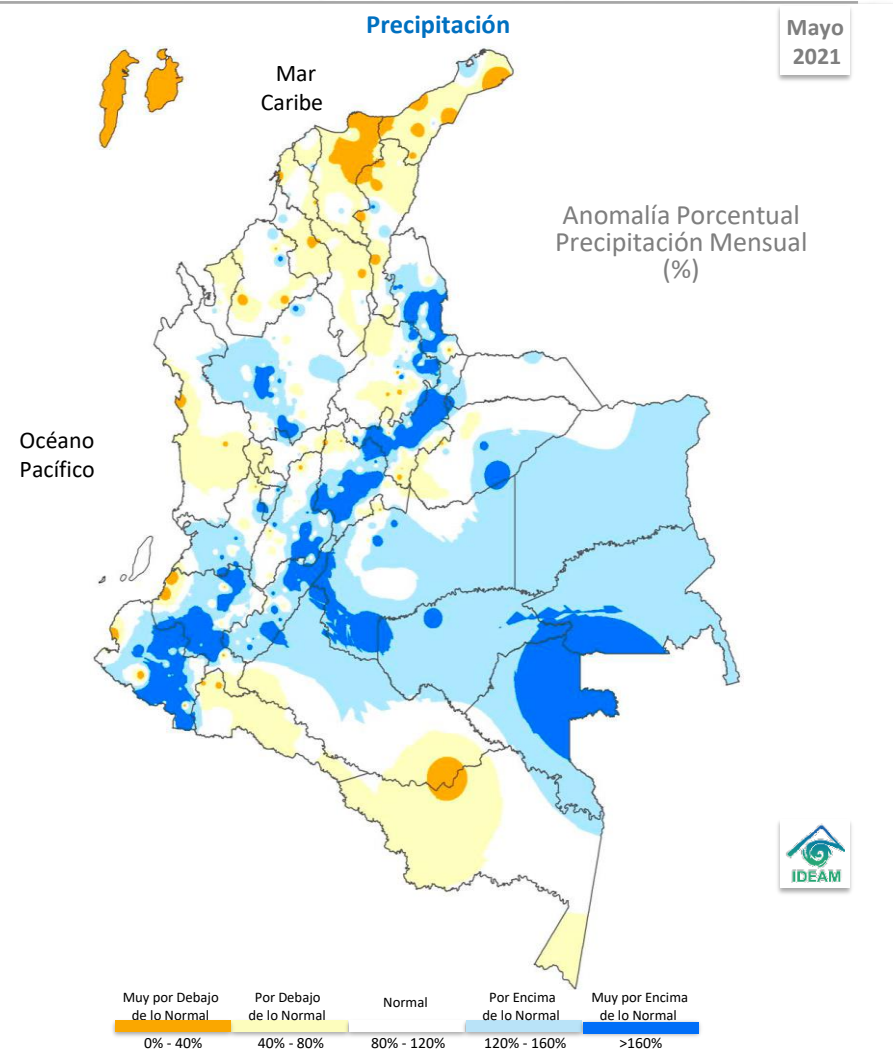 Precipitación
Mayo
2021
Mar
Caribe
Anomalía Porcentual
Precipitación Mensual
(%)
Océano
Pacífico
IDEAM
Muy por Debajo
de lo Normal
Por Debajo
de lo Normal
Normal
Por Encima
de lo Normal
Muy por Encima
de lo Normal
0% - 40%
40% - 80%
80% - 120%
120% - 160%
>160%